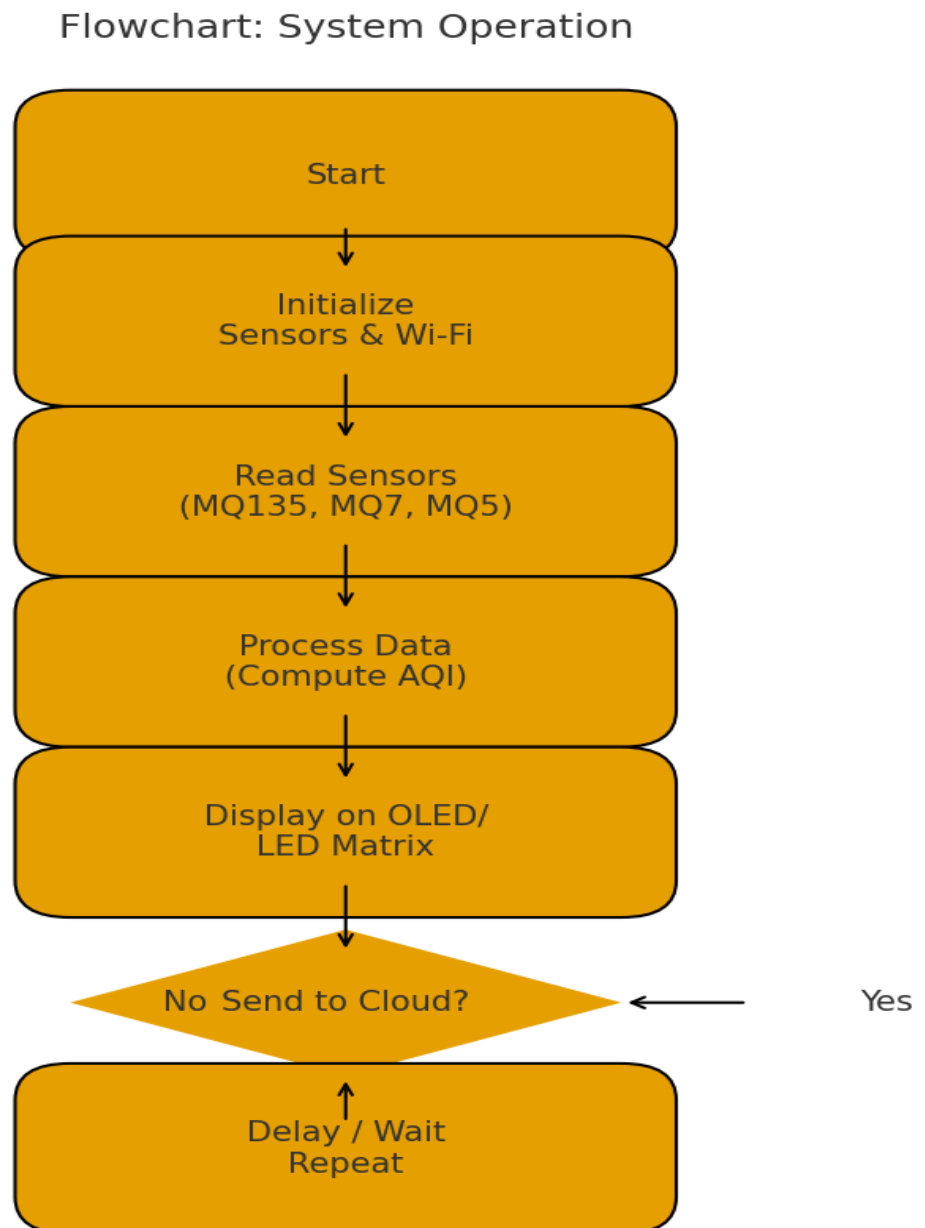 Flowchart: System Operation
Start
Initialize
Sensors & Wi-Fi
Read Sensors
(MQ135, MQ7, MQ5)
Process Data
(Compute AQI)
Display on OLED/
LED Matrix
No Send to Cloud?
Yes
Delay / Wait
Repeat